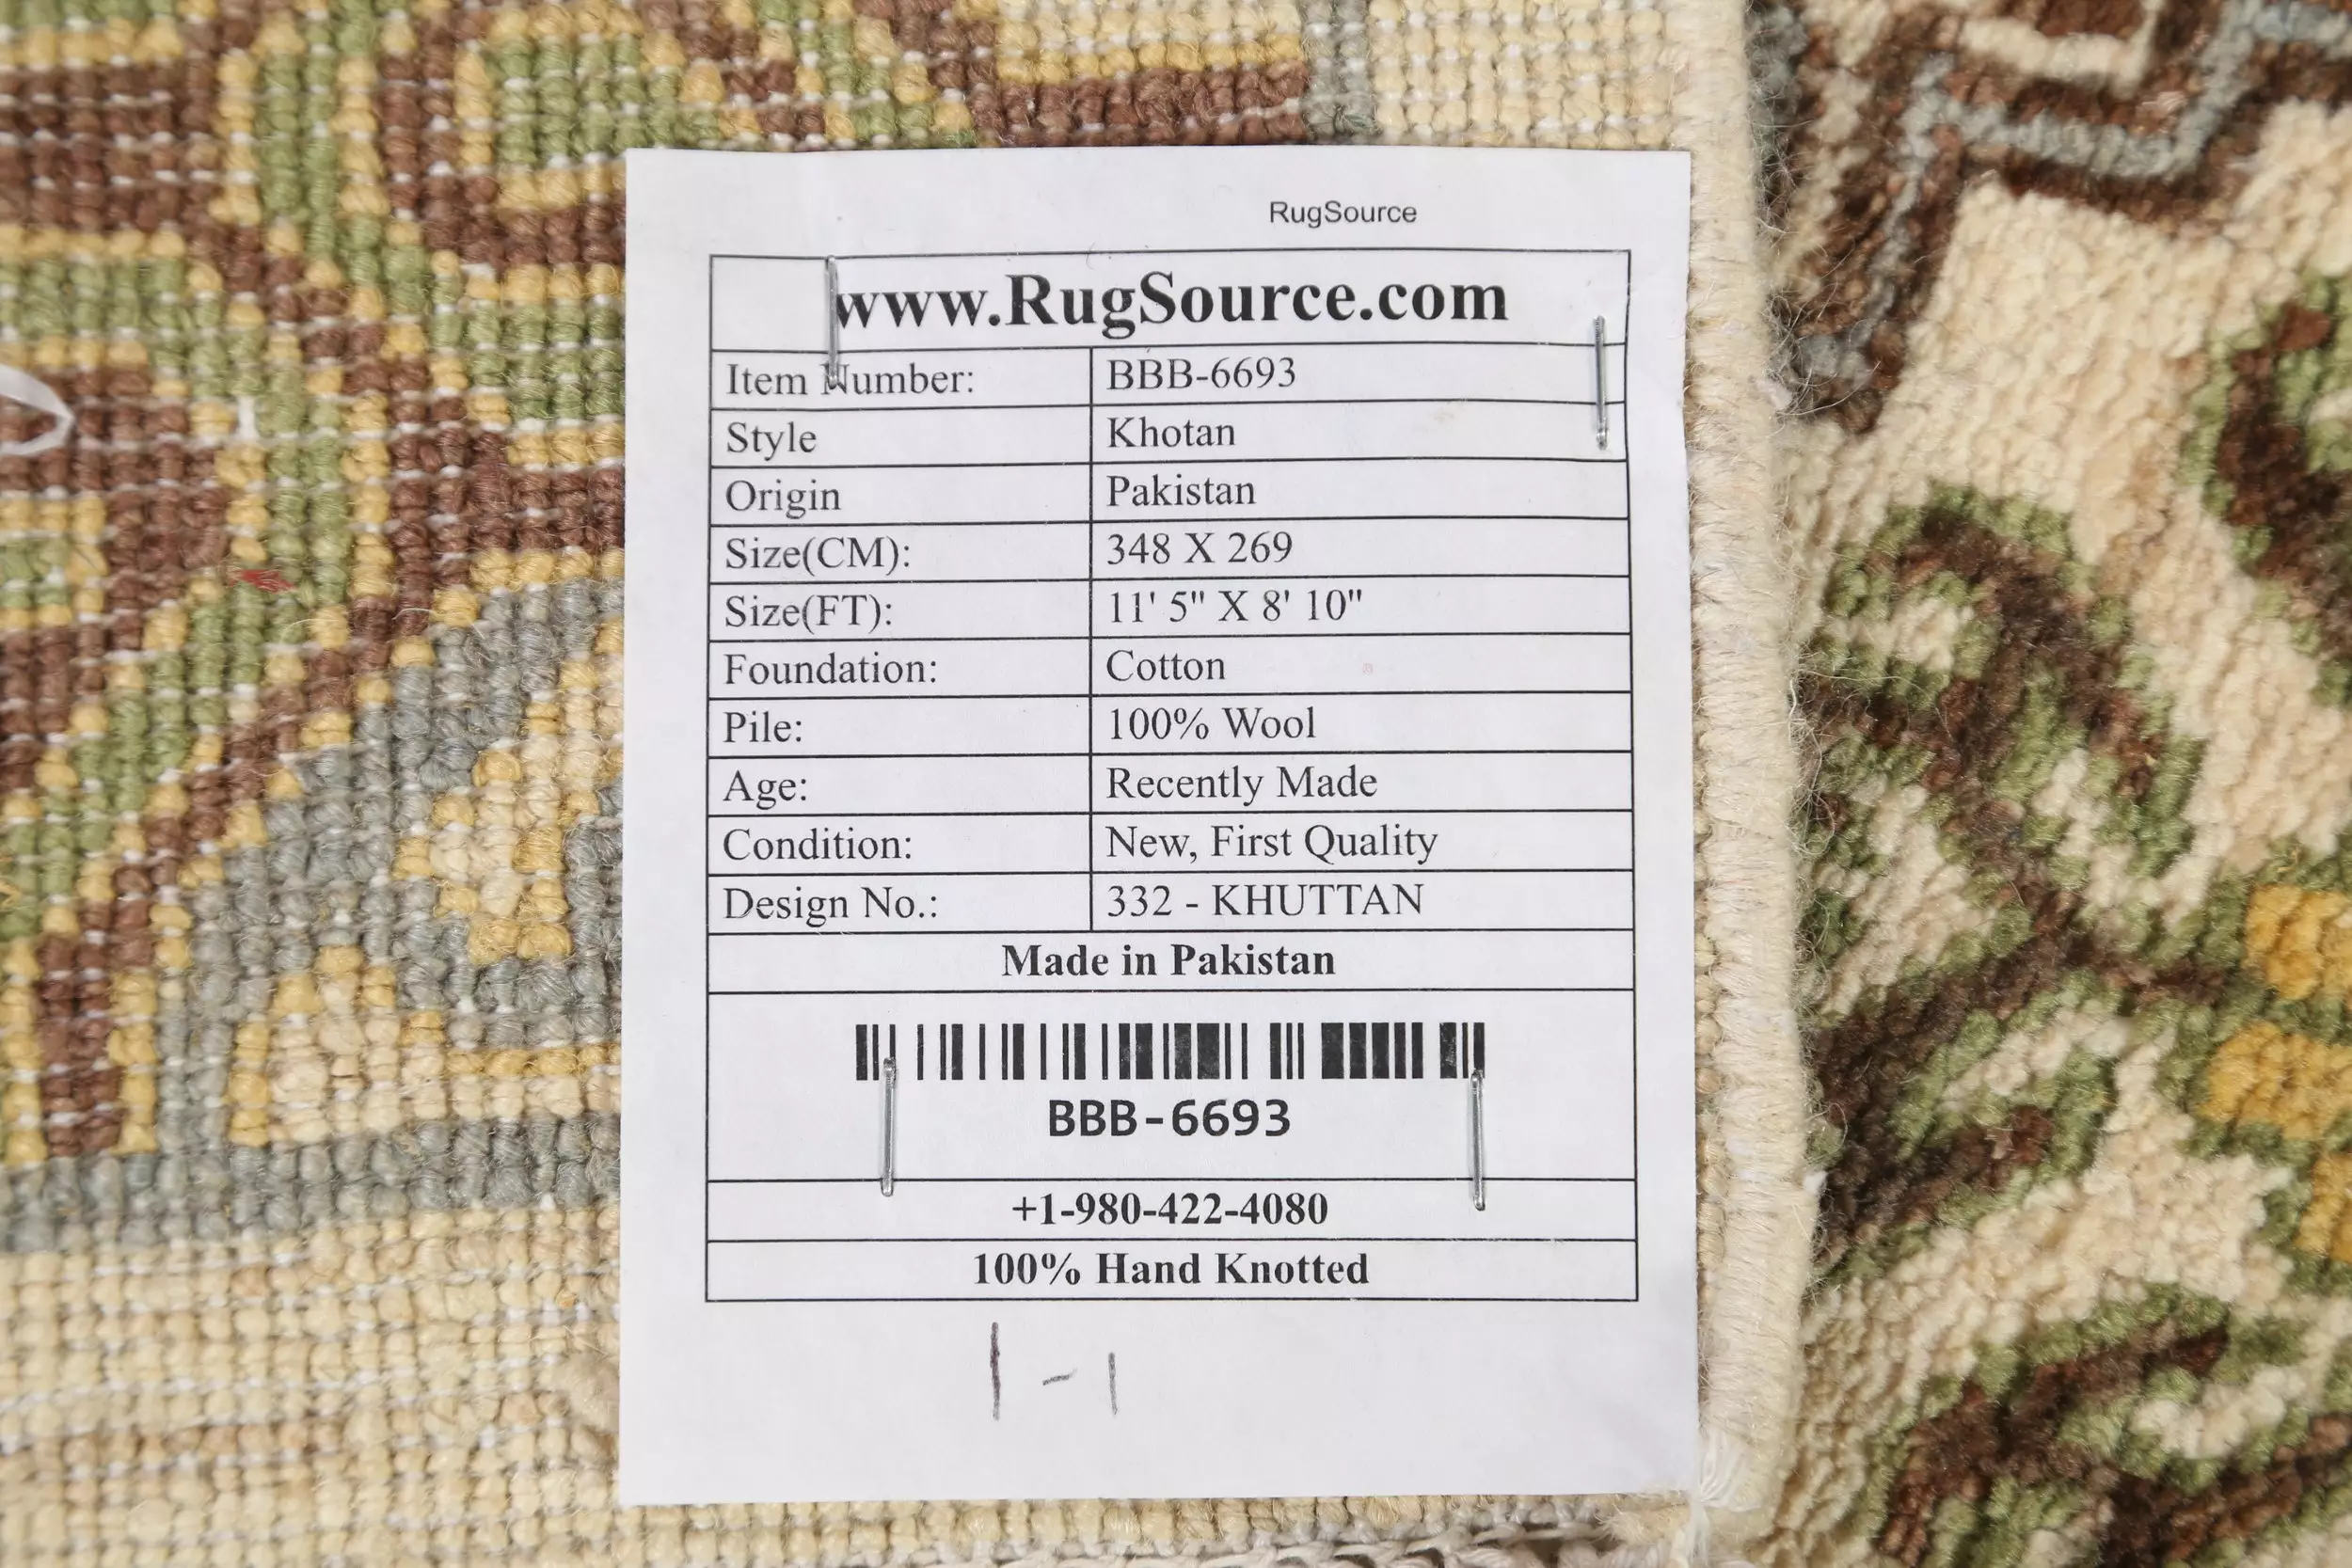 RugSource
www.RugSource.com
Item Number: BBB-6693
Style Khotan
Origin Pakistan
Size(CM): 348 X 269
Size(FT): 11' 5" X 8' 10"
Foundation: Cotton
Pile: 100% Wool
Age: Recently Made
Condition: New, First Quality
Design No.: 332 - KHUTTAN
Made in Pakistan
BBB-6693
+1-980-422-4080
100% Hand Knotted
1-1